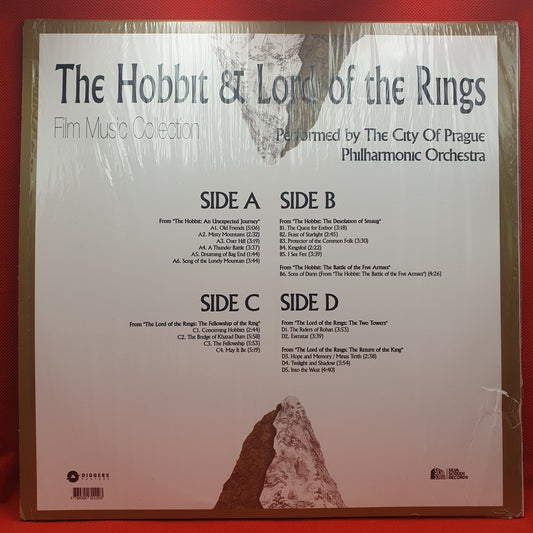 The Hobbit & Lord of the Rings
Film Music Collection
Performed by The City Of Prague
Philharmonic Orchestra
SIDE A
From "The Hobbit: An Unexpected Journey"
A1. Old Friends (5:06)
A2. Misty Mountains (2:32)
A3. Over Hill (3:19)
A4. A Thunder Battle (3:37)
A5. Dreaming of Bag End (1:44)
A6. Song of the Lonely Mountain (3:44)
SIDE B
From "The Hobbit: The Desolation of Smaug"
B1. The Quest for Erebor (3:18)
B2. Feast of Starlight (2:45)
B3. Protector of the Common Folk (3:30)
B4. Kingsfoil (2:22)
B5. I See Fire (3:39)
From "The Hobbit: The Battle of the Five Armies"
B6. Sons of Durin (From "The Hobbit: The Battle of the Five Armies") (4:26)
SIDE C
From "The Lord of the Rings: The Fellowship of the Ring"
C1. Concerning Hobbits (2:44)
C2. The Bridge of Khazad Dum (5:58)
C3. The Fellowship (5:53)
C4. May It Be (5:19)
SIDE D
From "The Lord of the Rings: The Two Towers"
D1. The Riders of Rohan (3:53)
D2. Evenstar (3:39)
From "The Lord of the Rings: The Return of the King"
D3. Hope and Memory / Minas Tirith (2:38)
D4. Twilight and Shadow (3:54)
D5. Into the West (4:40)
DIGGERS
FACTORY
SILVA
SCREEN
RECORDS